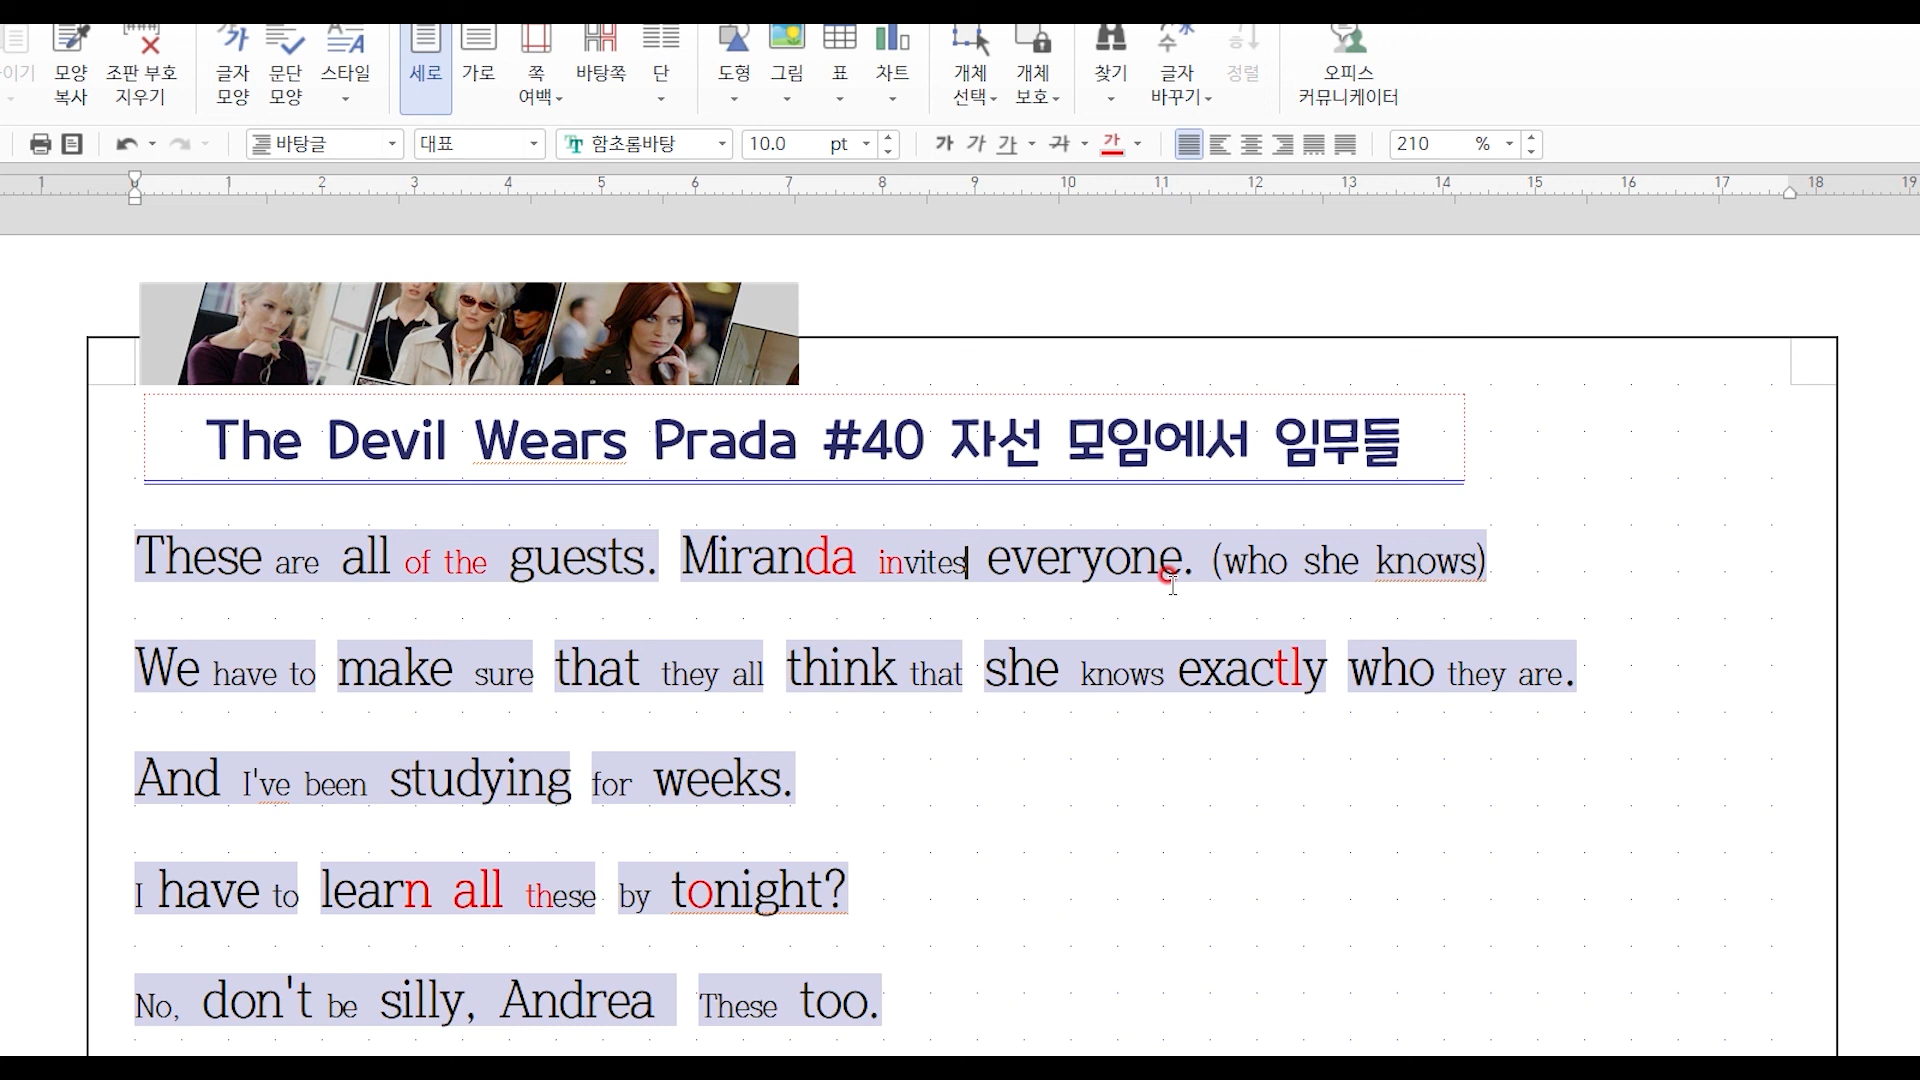 이기 모양 복사 조판 부호 지우기 글자 모양 문단 모양 스타일 세로 가로 쪽 여백 바탕쪽 단 도형 그림 표 차트 개체 선택 개체 보호 찾기 글자 바꾸기 정렬 오피스 커뮤니케이터
바탕글 대표 함초롬바탕 10.0 pt 가 가 가 가 가 210 %
1 0 1 2 3 4 5 6 7 8 9 10 11 12 13 14 15 16 17 18 19
The Devil Wears Prada #40 자선 모임에서 임무들
These are all of the guests. Miranda invites everyone. (who she knows)
We have to make sure that they all think that she knows exactly who they are.
And I've been studying for weeks.
I have to learn all these by tonight?
No, don't be silly, Andrea These too.